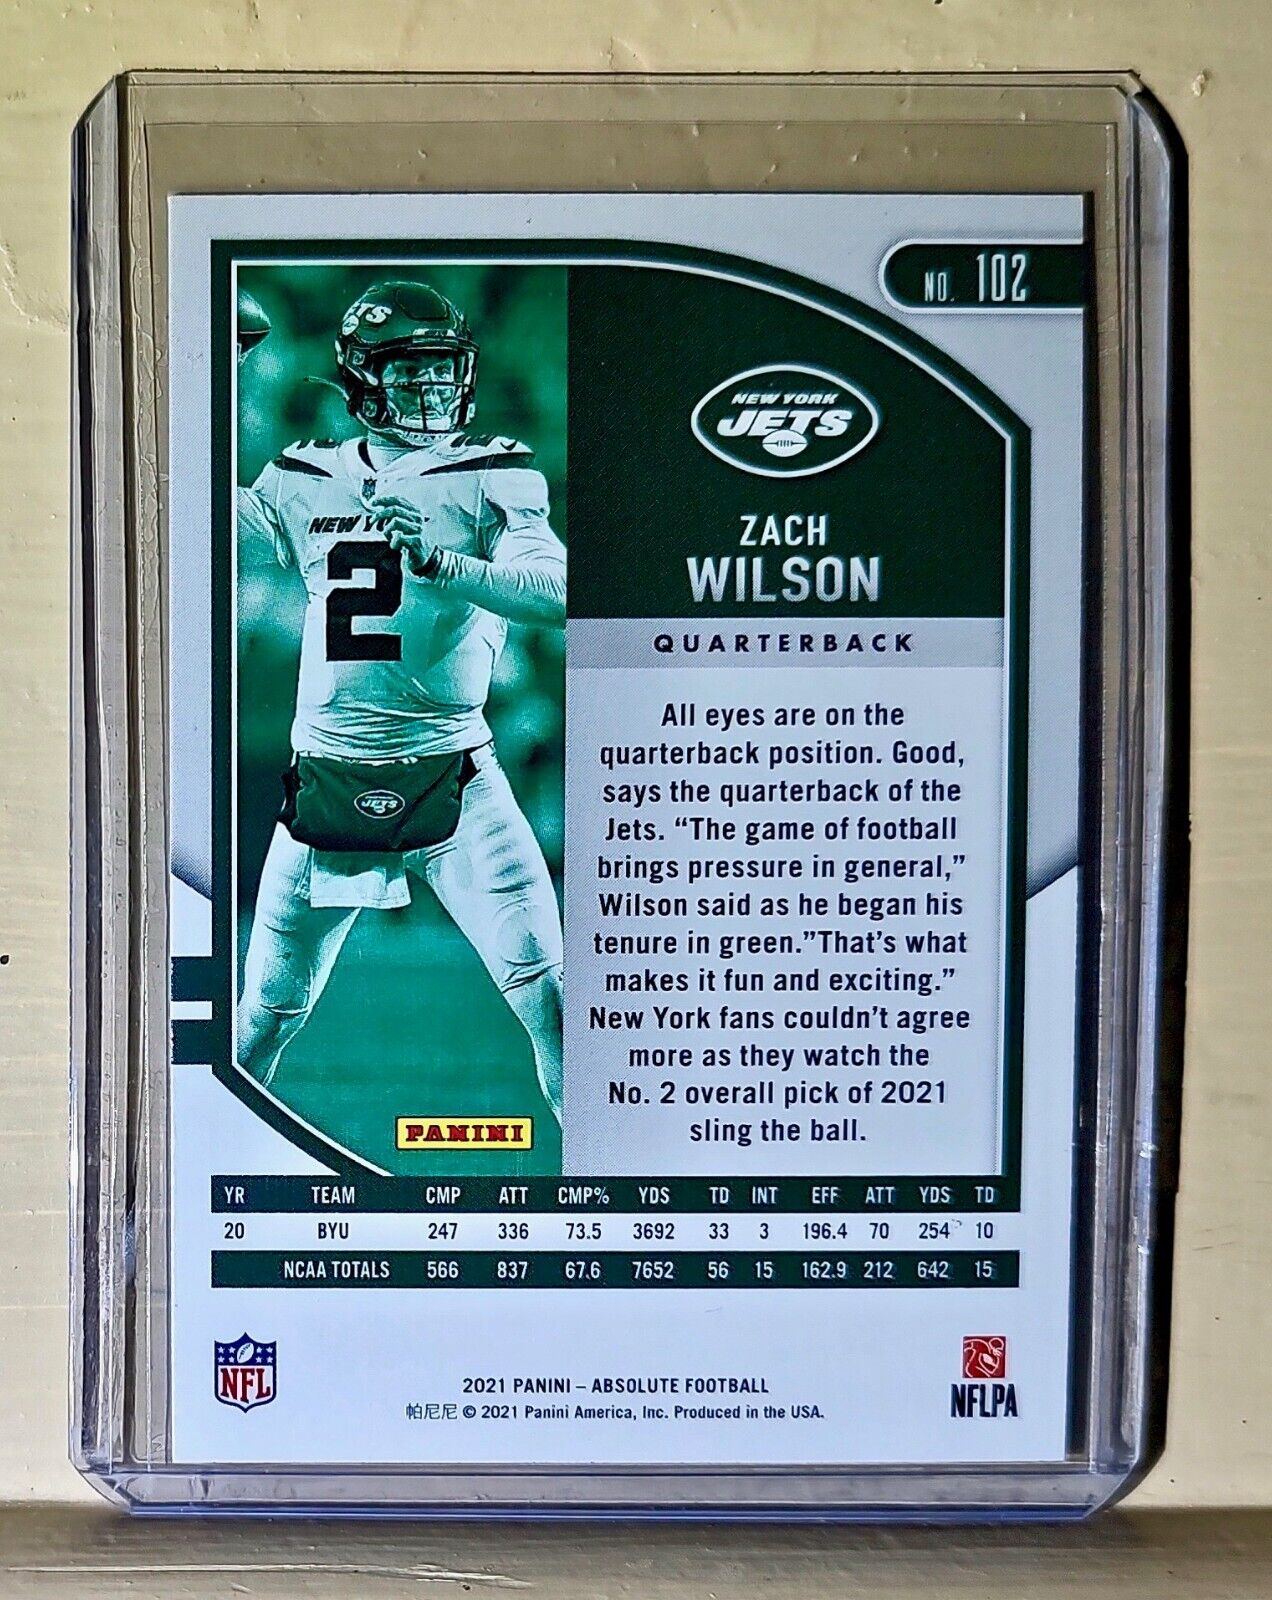 NO. 102
JETS
NEW YORK
JETS
ZACH
WILSON
QUARTERBACK
NEW Y
2
JETS
All eyes are on the
quarterback position. Good,
says the quarterback of the
Jets. “The game of football
brings pressure in general,”
Wilson said as he began his
tenure in green.”That’s what
makes it fun and exciting.”
New York fans couldn’t agree
more as they watch the
No. 2 overall pick of 2021
sling the ball.
PANINI
YR TEAM CMP ATT CMP% YDS TD INT EFF ATT YDS TD
20 BYU 247 336 73.5 3692 33 3 196.4 70 254 10
NCAA TOTALS 566 837 67.6 7652 56 15 162.9 212 642 15
NFL
2021 PANINI – ABSOLUTE FOOTBALL
帕尼尼 © 2021 Panini America, Inc. Produced in the USA.
NFLPA